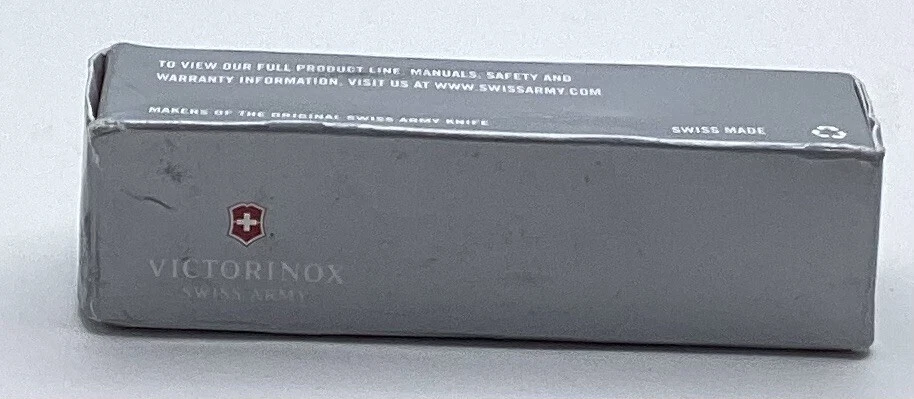 TO VIEW OUR FULL PRODUCT LINE, MANUALS, SAFETY AND
WARRANTY INFORMATION, VISIT US AT WWW.SWISSARMY.COM
MAKERS OF THE ORIGINAL SWISS ARMY KNIFE
SWISS MADE
VICTORINOX
SWISS ARMY